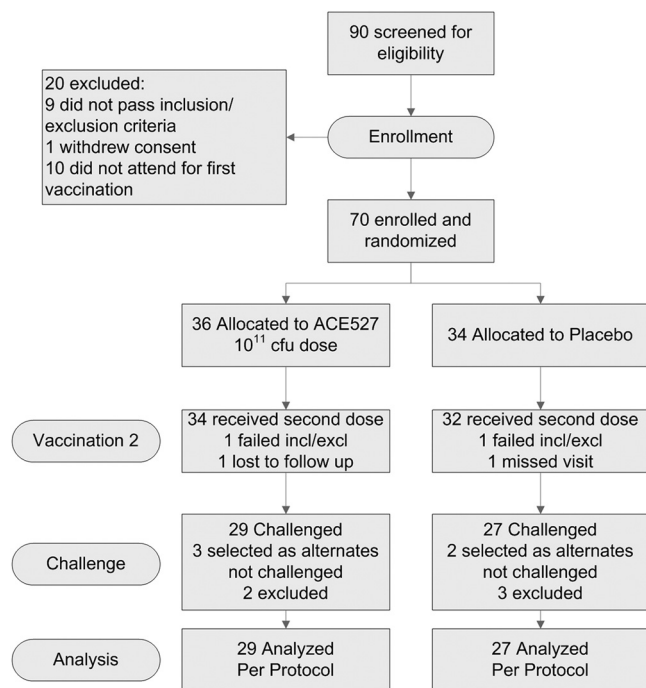 90 screened for
eligibility
20 excluded:
9 did not pass inclusion/
exclusion criteria
1 withdrew consent
10 did not attend for first
vaccination
Enrollment
70 enrolled and
randomized
36 Allocated to ACE527
10¹¹ cfu dose
34 Allocated to Placebo
Vaccination 2
34 received second dose
1 failed incl/excl
1 lost to follow up
32 received second dose
1 failed incl/excl
1 missed visit
Challenge
29 Challenged
3 selected as alternates
not challenged
2 excluded
27 Challenged
2 selected as alternates
not challenged
3 excluded
Analysis
29 Analyzed
Per Protocol
27 Analyzed
Per Protocol